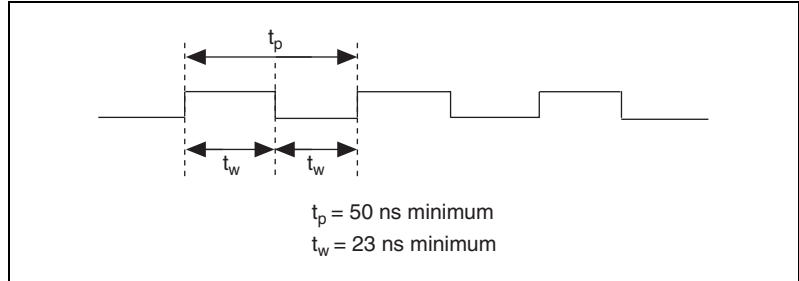 tp
tw tw
tp = 50 ns minimum
tw = 23 ns minimum